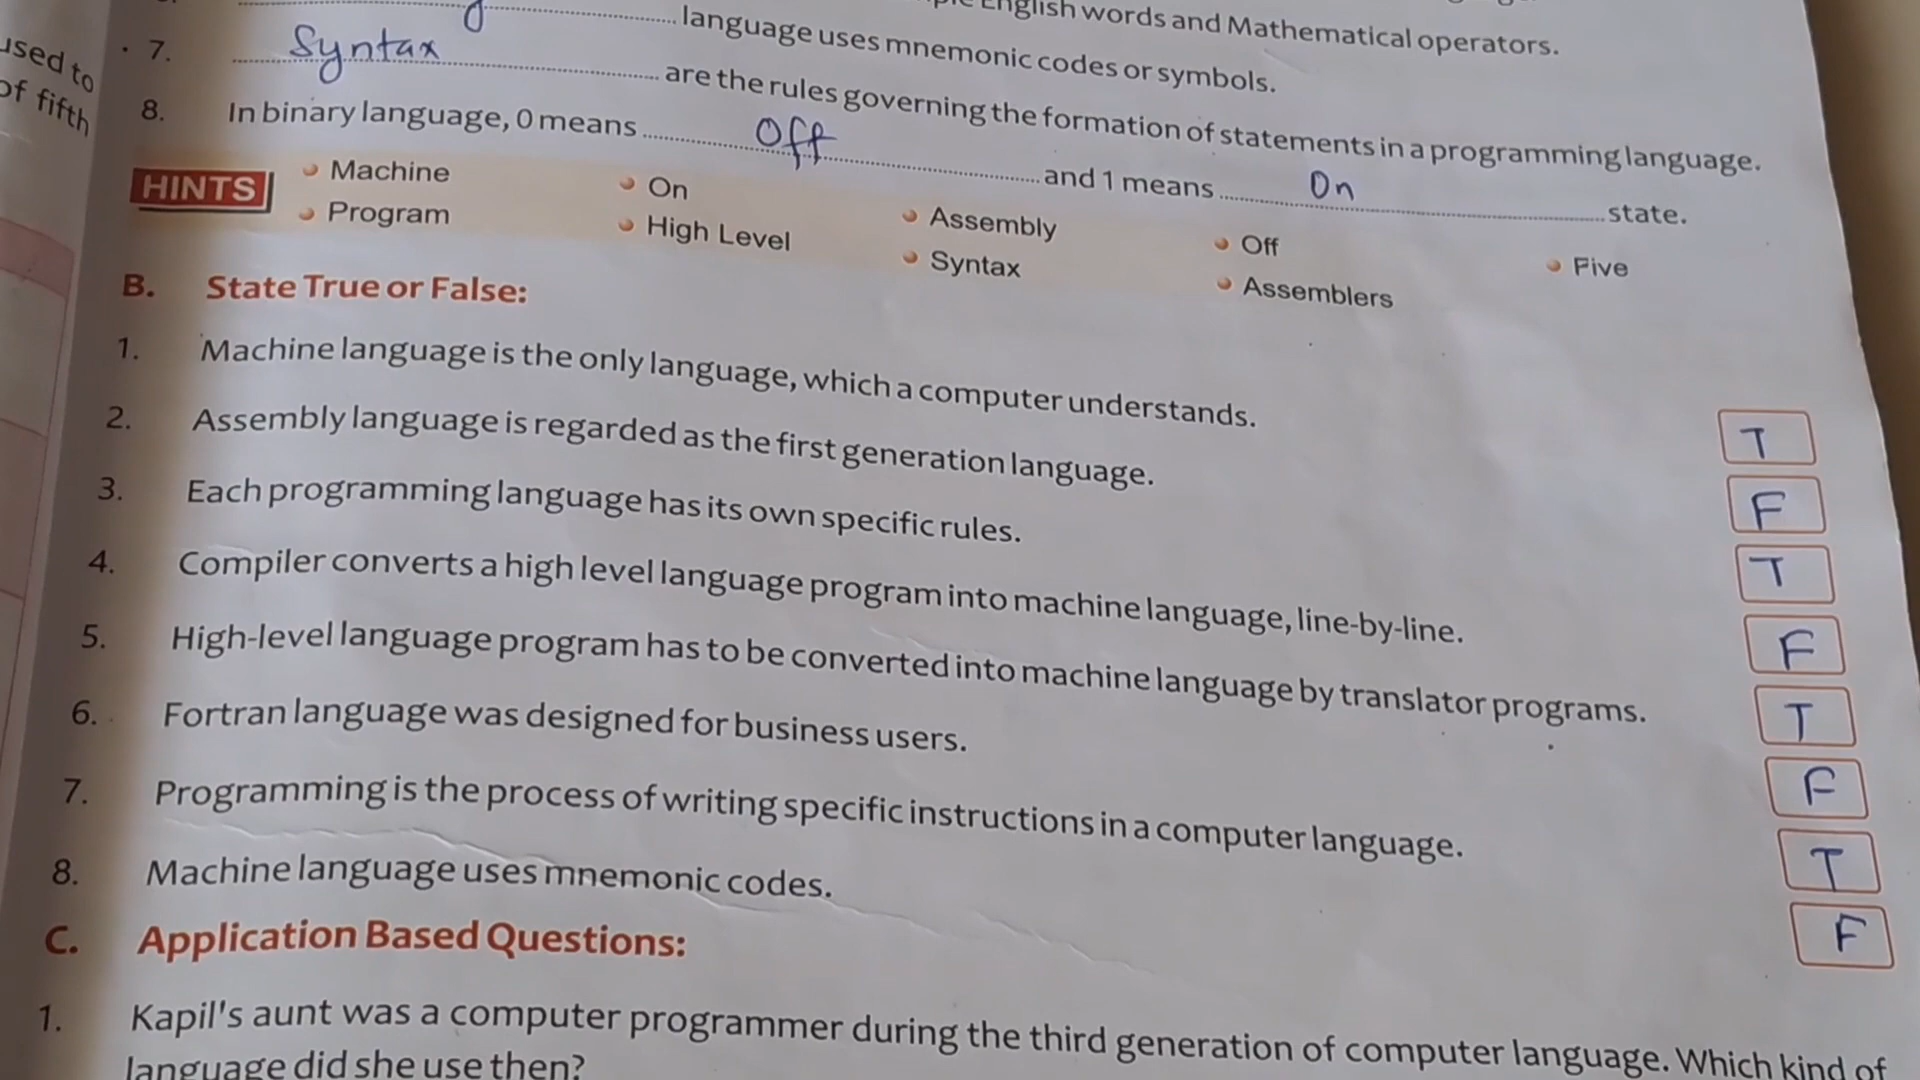 English words and Mathematical operators.
language uses mnemonic codes or symbols.
used to
of fifth
7. Syntax are the rules governing the formation of statements in a programming language.
8. In binary language, 0 means Off and 1 means On state.
HINTS
Machine On Assembly Off Five
Program High Level Syntax Assemblers
B. State True or False:
1. Machine language is the only language, which a computer understands. T
2. Assembly language is regarded as the first generation language. F
3. Each programming language has its own specific rules. T
4. Compiler converts a high level language program into machine language, line-by-line. F
5. High-level language program has to be converted into machine language by translator programs. T
6. Fortran language was designed for business users. F
7. Programming is the process of writing specific instructions in a computer language. T
8. Machine language uses mnemonic codes. F
C. Application Based Questions:
1. Kapil's aunt was a computer programmer during the third generation of computer language. Which kind of
language did she use then?